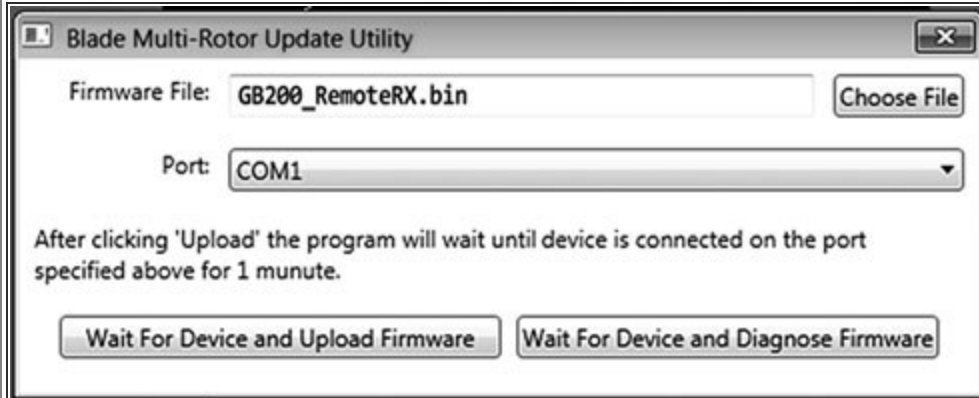 Blade Multi-Rotor Update Utility
Firmware File: GB200_RemoteRX.bin Choose File
Port: COM1
After clicking 'Upload' the program will wait until device is connected on the port
specified above for 1 munute.
Wait For Device and Upload Firmware Wait For Device and Diagnose Firmware